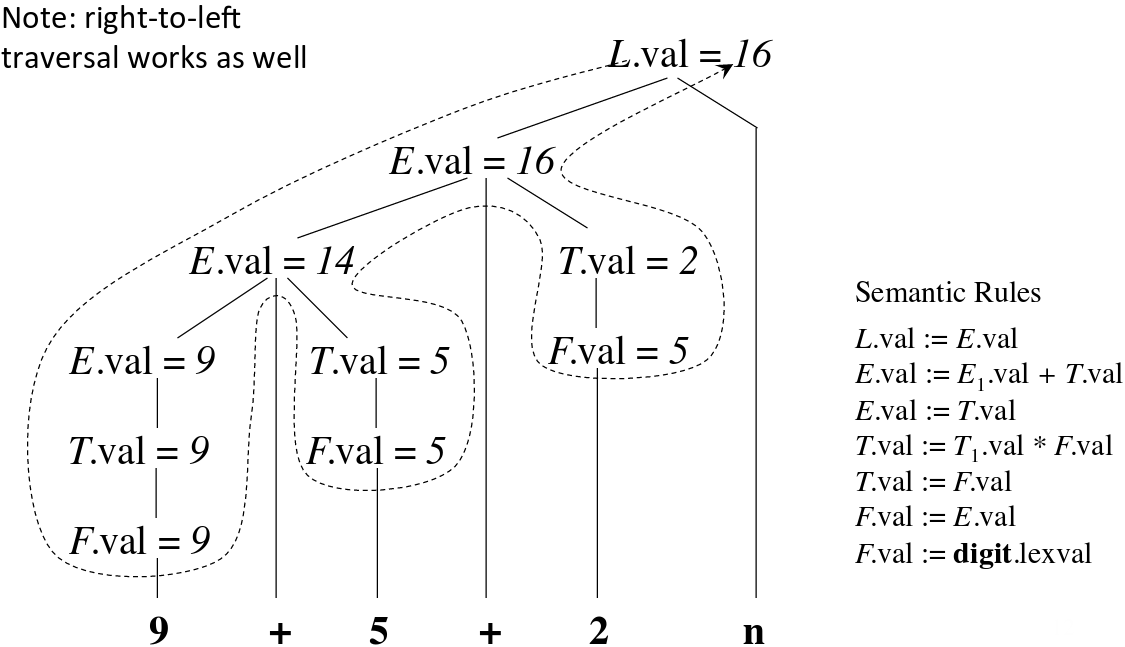 Note: right-to-left
traversal works as well
L.val = 16
E.val = 16
E.val = 14
T.val = 2
E.val = 9
T.val = 5
F.val = 5
T.val = 9
F.val = 5
F.val = 9
9 + 5 + 2 n
Semantic Rules
L.val := E.val
E.val := E₁.val + T.val
E.val := T.val
T.val := T₁.val * F.val
T.val := F.val
F.val := E.val
F.val := digit.lexval